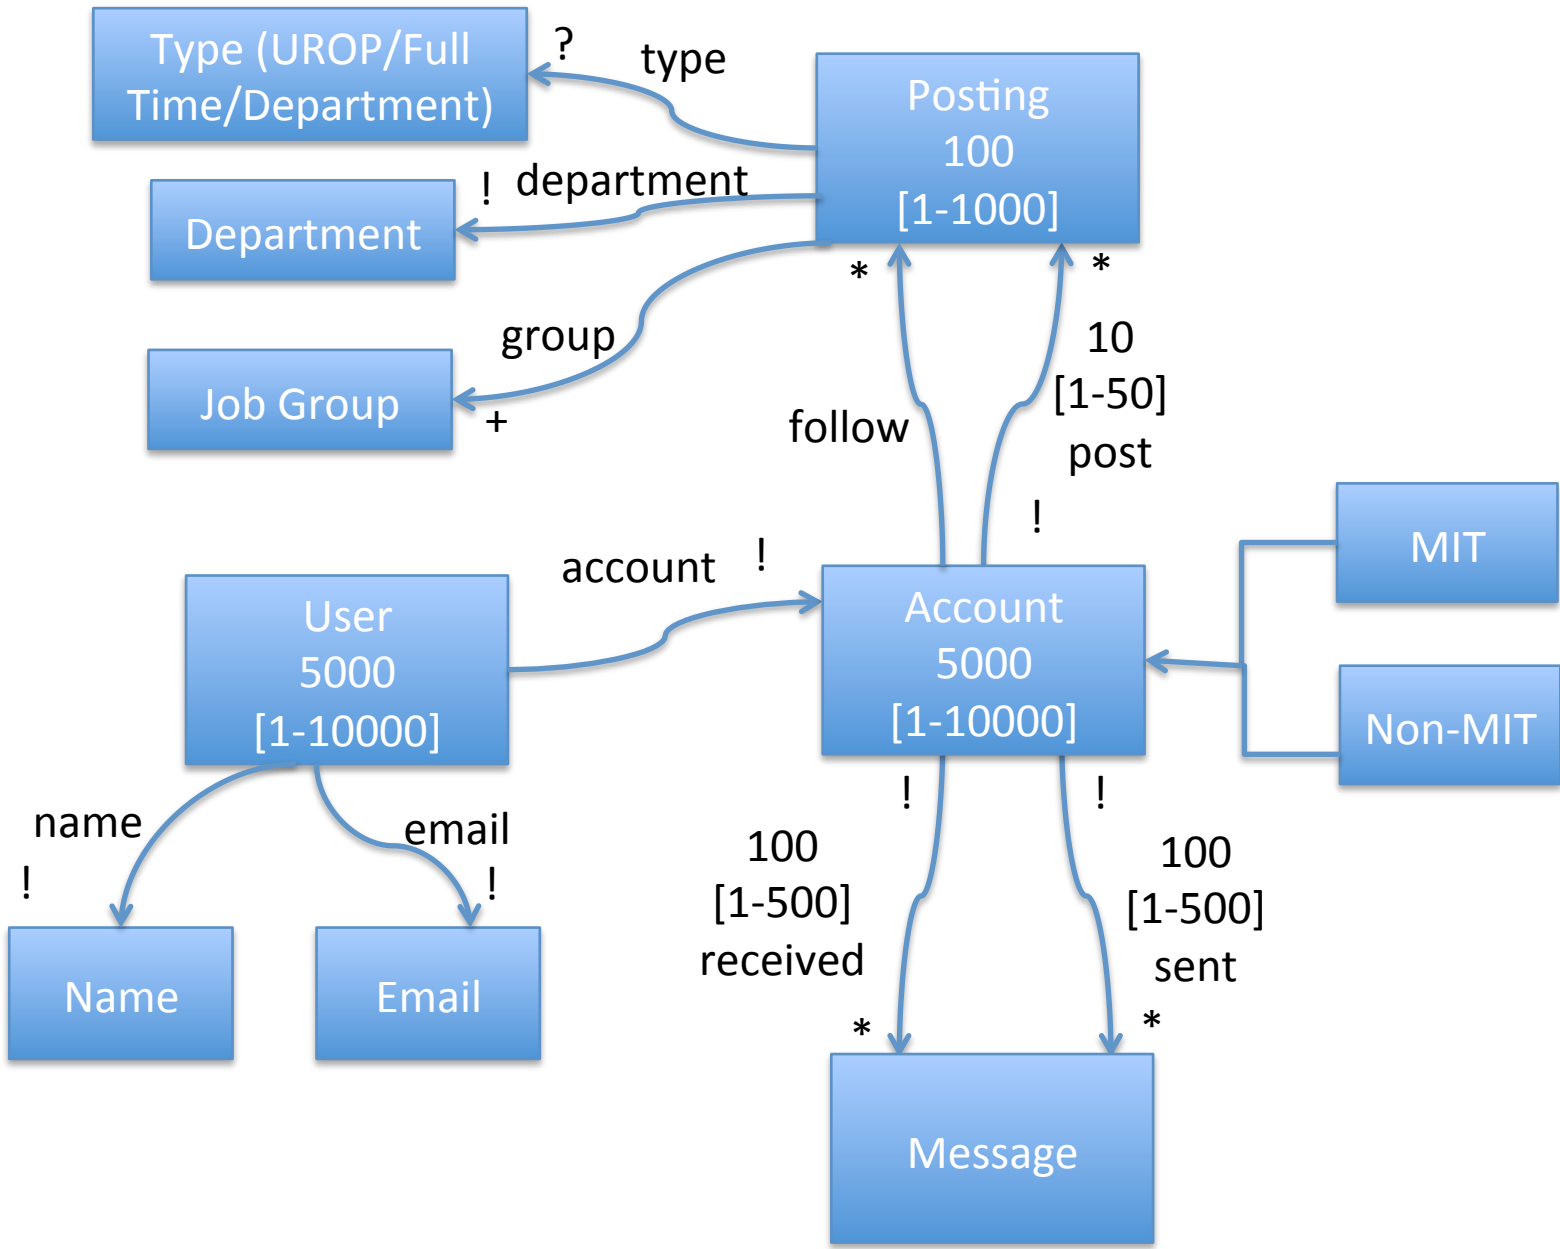 Type (UROP/Full
Time/Department)
?
type
Posting
100
[1-1000]
!
department
Department
*
*
group
Job Group
+
10
[1-50]
post
follow
!
MIT
account
!
User
5000
[1-10000]
Account
5000
[1-10000]
Non-MIT
name
!
email
!
!
!
100
[1-500]
received
100
[1-500]
sent
Name
Email
*
*
Message